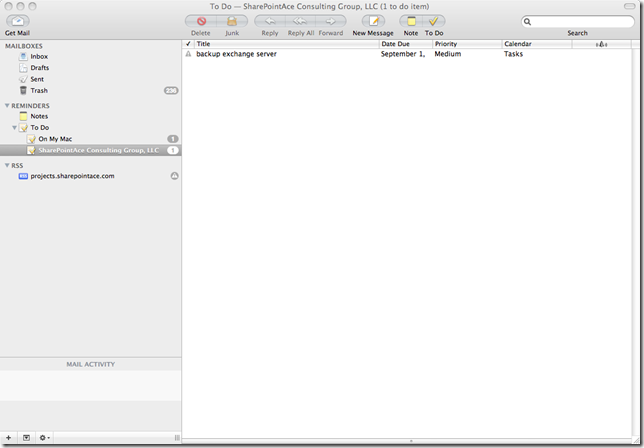 To Do — SharePointAce Consulting Group, LLC (1 to do item)
Get Mail Delete Junk Reply Reply All Forward New Message Note To Do Search
MAILBOXES
✓ Title Date Due Priority Calendar
Inbox
backup exchange server September 1, Medium Tasks
Drafts
Sent
Trash 234
REMINDERS
Notes
To Do
On My Mac 1
SharePointAce Consulting Group, LLC 1
RSS
projects.sharepointace.com
MAIL ACTIVITY